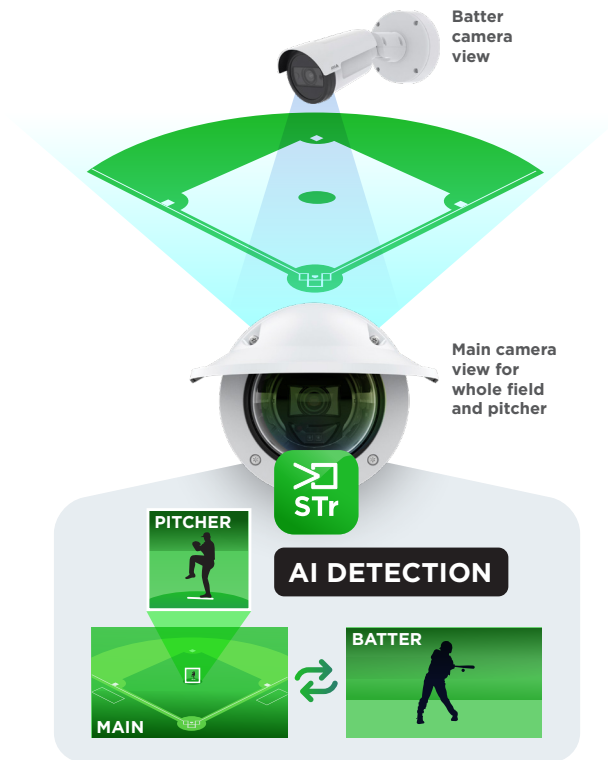 Batter
camera
view
Main camera
view for
whole field
and pitcher
STr
PITCHER
AI DETECTION
BATTER
MAIN